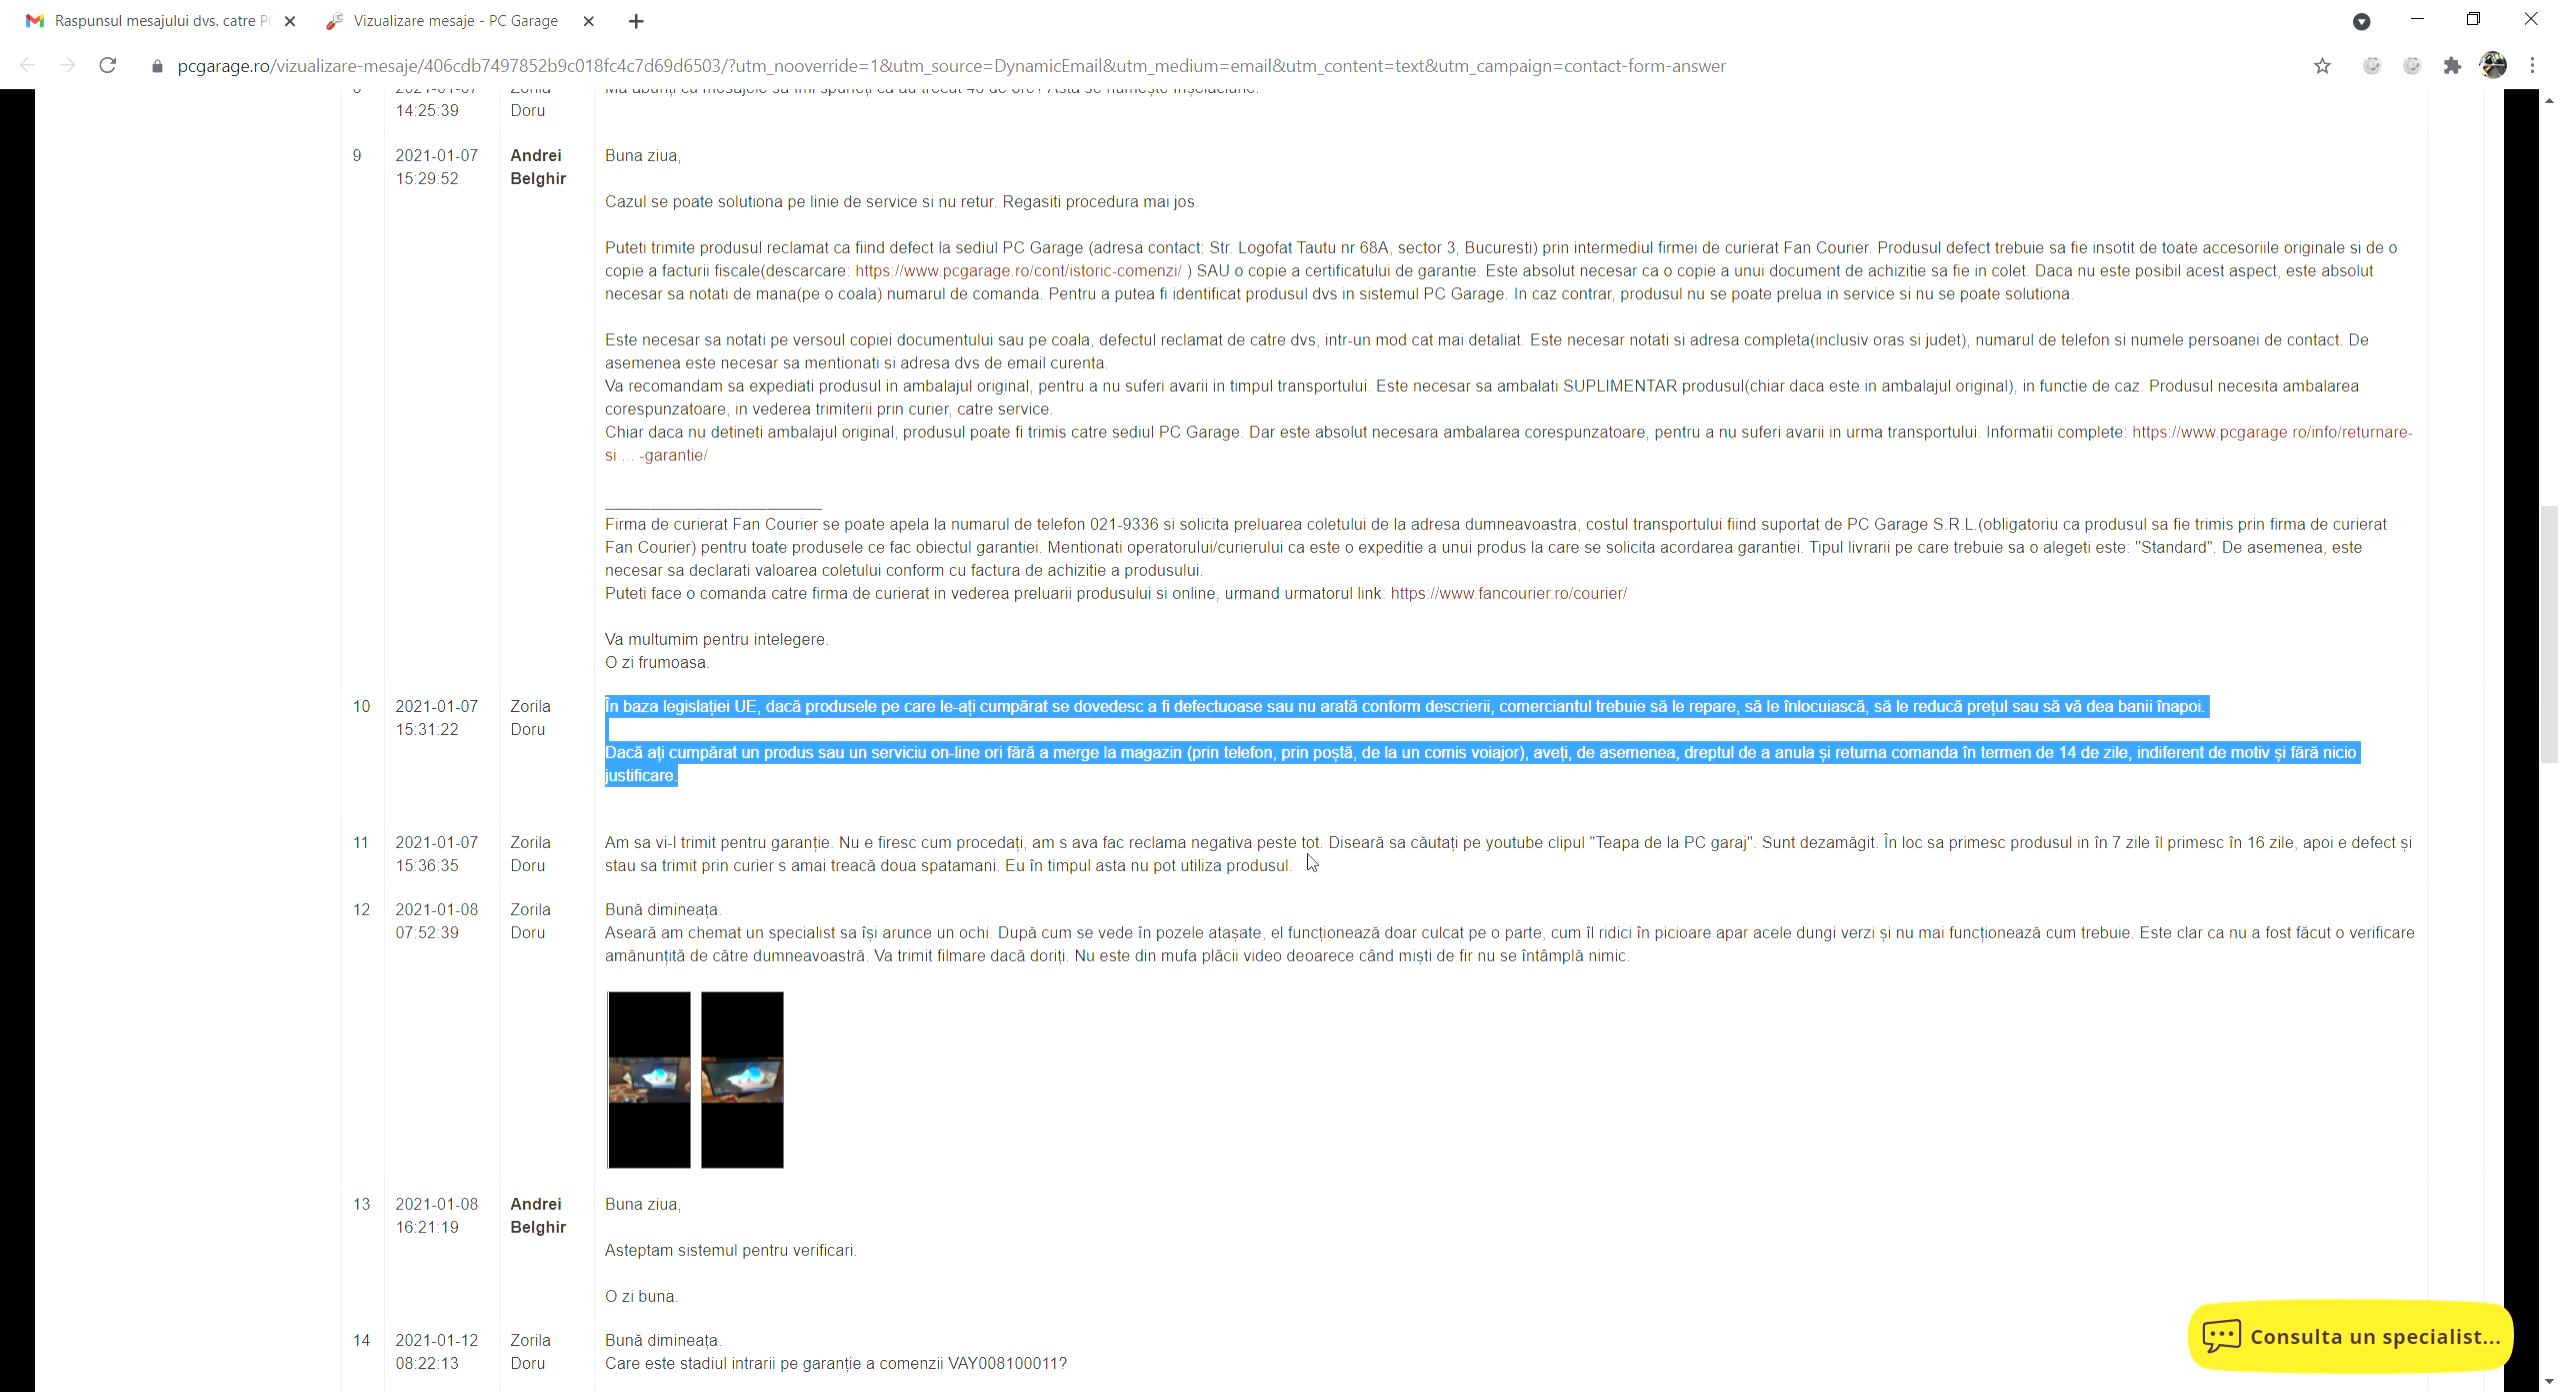 Raspunsul mesajului dvs. catre PC
Vizualizare mesaje - PC Garage
pcgarage.ro/vizualizare-mesaje/406cdb7497852b9c018fc4c7d69d6503/?utm_nooverride=1&utm_source=DynamicEmail&utm_medium=email&utm_content=text&utm_campaign=contact-form-answer
8 2021-01-07 Zorila Ma aburiți cu mesajele sa îmi spuneți ca au trecut 48 de ore? Asta se numește înșelăciune.
14:25:39 Doru
9 2021-01-07 Andrei Buna ziua,
15:29:52 Belghir
Cazul se poate solutiona pe linie de service si nu retur. Regasiti procedura mai jos.
Puteti trimite produsul reclamat ca fiind defect la sediul PC Garage (adresa contact: Str. Logofat Tautu nr 68A, sector 3, Bucuresti) prin intermediul firmei de curierat Fan Courier. Produsul defect trebuie sa fie insotit de toate accesoriile originale si de o
copie a facturii fiscale(descarcare: https://www.pcgarage.ro/cont/istoric-comenzi/ ) SAU o copie a certificatului de garantie. Este absolut necesar ca o copie a unui document de achizitie sa fie in colet. Daca nu este posibil acest aspect, este absolut
necesar sa notati de mana(pe o coala) numarul de comanda. Pentru a putea fi identificat produsul dvs in sistemul PC Garage. In caz contrar, produsul nu se poate prelua in service si nu se poate solutiona.
Este necesar sa notati pe versoul copiei documentului sau pe coala, defectul reclamat de catre dvs, intr-un mod cat mai detaliat. Este necesar notati si adresa completa(inclusiv oras si judet), numarul de telefon si numele persoanei de contact. De
asemenea este necesar sa mentionati si adresa dvs de email curenta.
Va recomandam sa expediati produsul in ambalajul original, pentru a nu suferi avarii in timpul transportului. Este necesar sa ambalati SUPLIMENTAR produsul(chiar daca este in ambalajul original), in functie de caz. Produsul necesita ambalarea
corespunzatoare, in vederea trimiterii prin curier, catre service.
Chiar daca nu detineti ambalajul original, produsul poate fi trimis catre sediul PC Garage. Dar este absolut necesara ambalarea corespunzatoare, pentru a nu suferi avarii in urma transportului. Informatii complete: https://www.pcgarage.ro/info/returnare-
si ... -garantie/
________________________
Firma de curierat Fan Courier se poate apela la numarul de telefon 021-9336 si solicita preluarea coletului de la adresa dumneavoastra, costul transportului fiind suportat de PC Garage S.R.L.(obligatoriu ca produsul sa fie trimis prin firma de curierat
Fan Courier) pentru toate produsele ce fac obiectul garantiei. Mentionati operatorului/curierului ca este o expeditie a unui produs la care se solicita acordarea garantiei. Tipul livrarii pe care trebuie sa o alegeti este: "Standard". De asemenea, este
necesar sa declarati valoarea coletului conform cu factura de achizitie a produsului.
Puteti face o comanda catre firma de curierat in vederea preluarii produsului si online, urmand urmatorul link: https://www.fancourier.ro/courier/
Va multumim pentru intelegere.
O zi frumoasa.
10 2021-01-07 Zorila În baza legislației UE, dacă produsele pe care le-ați cumpărat se dovedesc a fi defectuoase sau nu arată conform descrierii, comerciantul trebuie să le repare, să le înlocuiască, să le reducă prețul sau să vă dea banii înapoi.
15:31:22 Doru
Dacă ați cumpărat un produs sau un serviciu on-line ori fără a merge la magazin (prin telefon, prin poștă, de la un comis voiajor), aveți, de asemenea, dreptul de a anula și returna comanda în termen de 14 de zile, indiferent de motiv și fără nicio
justificare.
11 2021-01-07 Zorila Am sa vi-l trimit pentru garanție. Nu e firesc cum procedați, am s ava fac reclama negativa peste tot. Diseară sa căutați pe youtube clipul "Teapa de la PC garaj". Sunt dezamăgit. În loc sa primesc produsul in în 7 zile îl primesc în 16 zile, apoi e defect și
15:36:35 Doru stau sa trimit prin curier s amai treacă doua spatamani. Eu în timpul asta nu pot utiliza produsul.
12 2021-01-08 Zorila Bună dimineața.
07:52:39 Doru Aseară am chemat un specialist sa își arunce un ochi. După cum se vede în pozele atașate, el funcționează doar culcat pe o parte, cum îl ridici în picioare apar acele dungi verzi și nu mai funcționează cum trebuie. Este clar ca nu a fost făcut o verificare
amănunțită de către dumneavoastră. Va trimit filmare dacă doriți. Nu este din mufa plăcii video deoarece când miști de fir nu se întâmplă nimic.
13 2021-01-08 Andrei Buna ziua,
16:21:19 Belghir
Asteptam sistemul pentru verificari.
O zi buna.
14 2021-01-12 Zorila Bună dimineața.
08:22:13 Doru Care este stadiul intrarii pe garanție a comenzii VAY008100011?
Consulta un specialist...